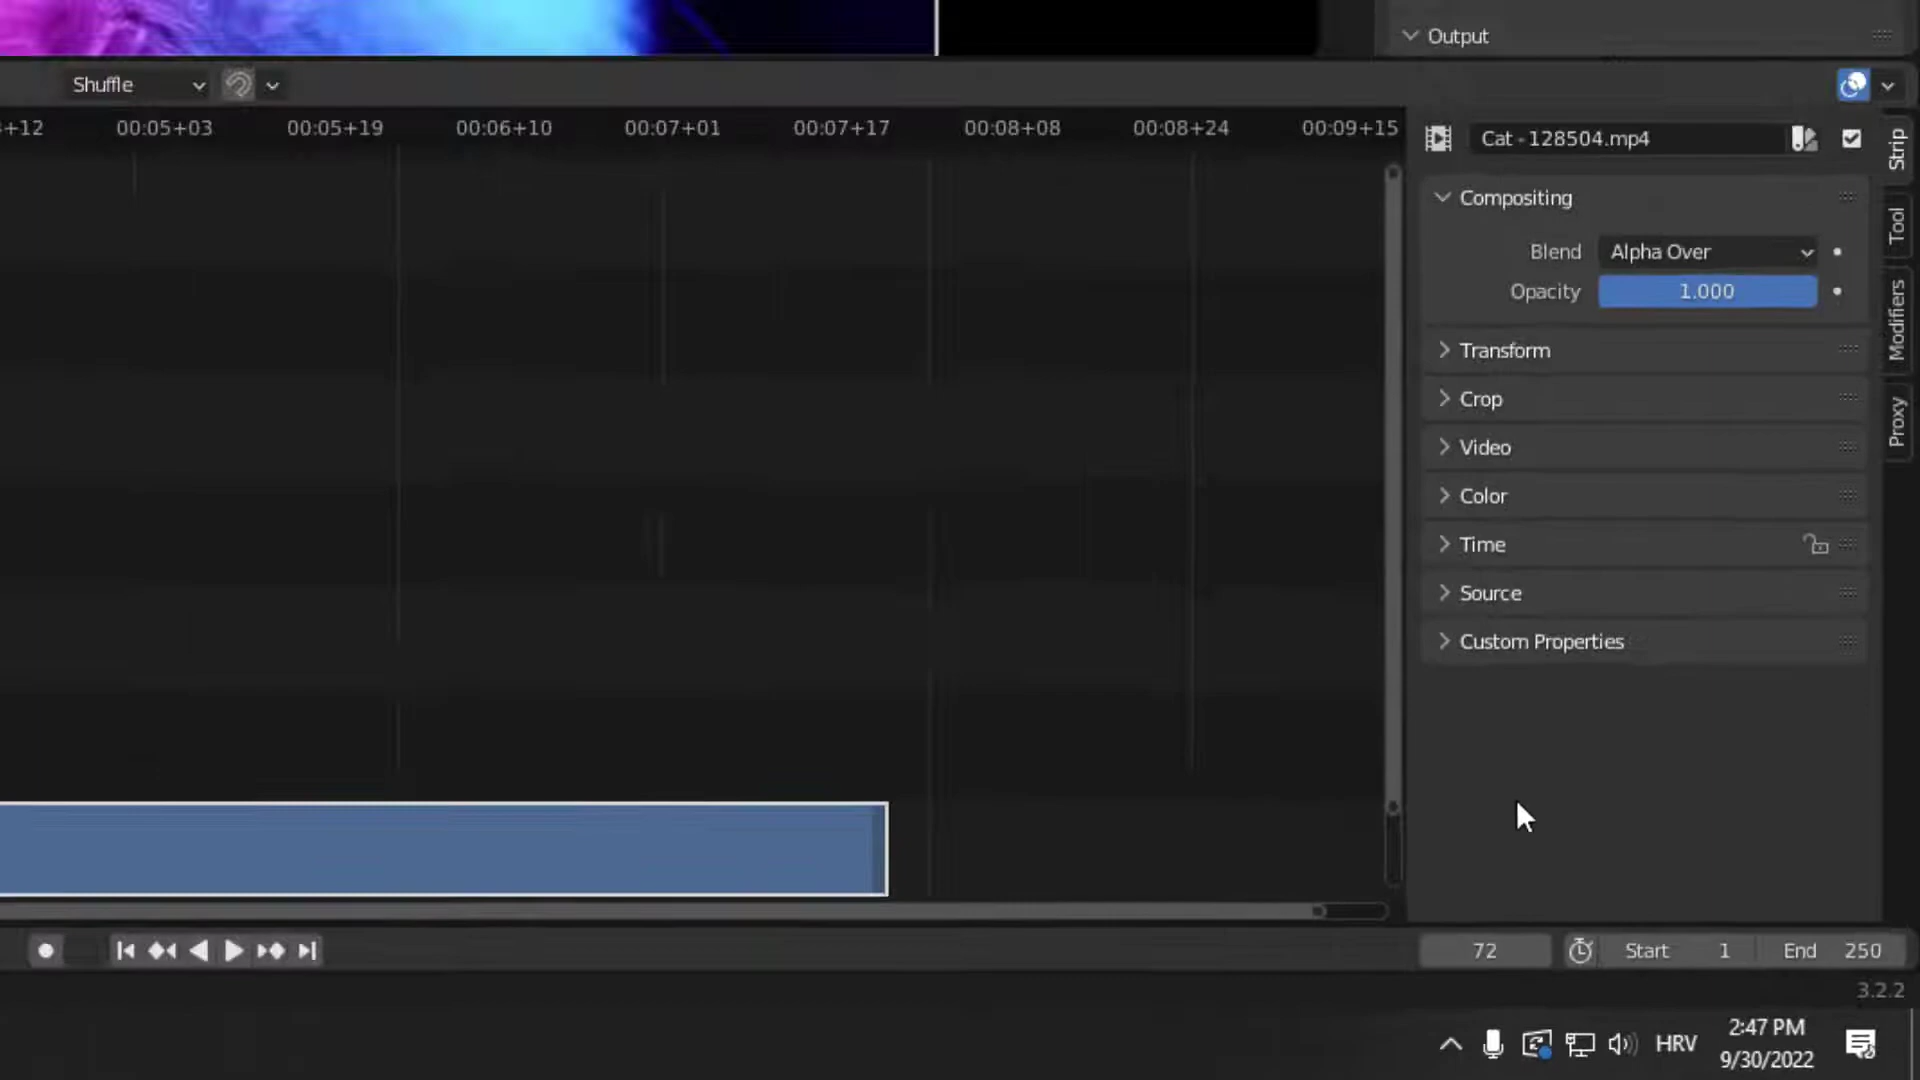 Output
Shuffle
+12 00:05+03 00:05+19 00:06+10 00:07+01 00:07+17 00:08+08 00:08+24 00:09+15
Cat - 128504.mp4
Strip
Tool
Modifiers
Proxy
Compositing
Blend Alpha Over
Opacity 1.000
Transform
Crop
Video
Color
Time
Source
Custom Properties
72 Start 1 End 250
3.2.2
HRV 2:47 PM
9/30/2022